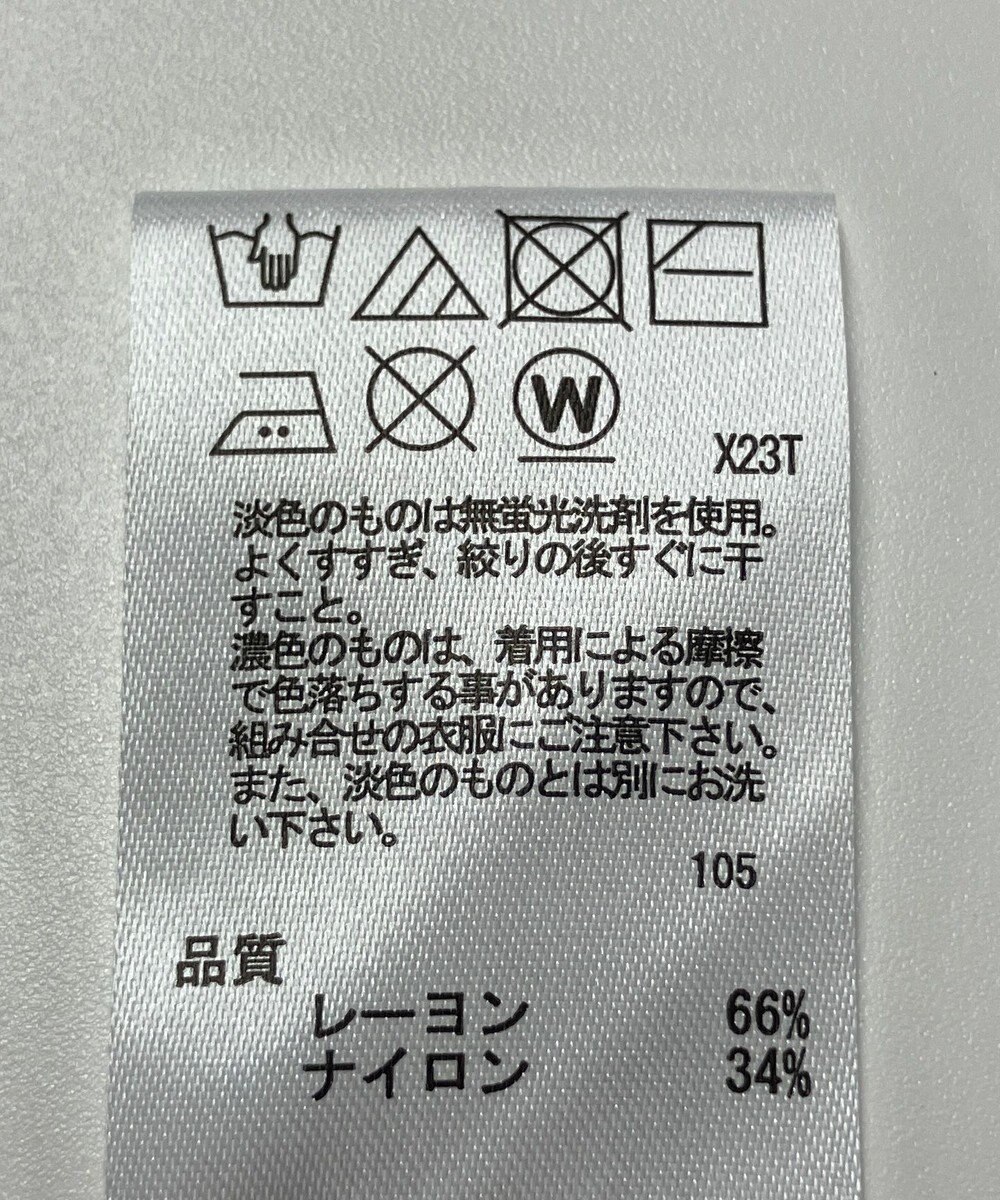 W
X23T
淡色のものは無蛍光洗剤を使用。
よくすすぎ、絞りの後すぐに干
すこと。
濃色のものは、着用による摩擦
で色落ちする事がありますので、
組み合せの衣服にご注意下さい。
また、淡色のものとは別にお洗
い下さい。
105
品質
レーヨン 66%
ナイロン 34%